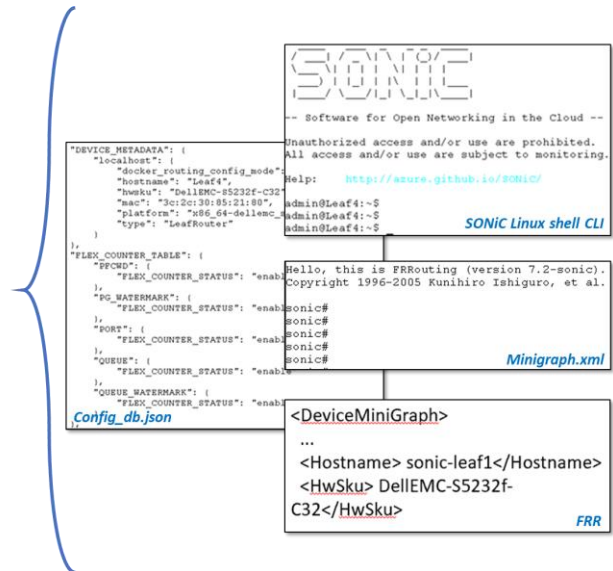 "DEVICE_METADATA": {
"localhost": {
"docker_routing_config_mode":
"hostname": "Leaf4",
"hwsku": "DellEMC-S5232f-C32"
"mac": "3c:2c:30:85:21:80",
"platform": "x86_64-dellemc_
"type": "LeafRouter"
}
},
"FLEX_COUNTER_TABLE": {
"PFCWD": {
"FLEX_COUNTER_STATUS": "enabl
},
"PG_WATERMARK": {
"FLEX_COUNTER_STATUS": "enabl
},
"PORT": {
"FLEX_COUNTER_STATUS": "enabl
},
"QUEUE": {
"FLEX_COUNTER_STATUS": "enable
},
"QUEUE_WATERMARK": {
"FLEX_COUNTER_STATUS": "enable
},
Config_db.json
SONiC
-- Software for Open Networking in the Cloud --
Unauthorized access and/or use are prohibited.
All access and/or use are subject to monitoring.
Help: http://azure.github.io/SONiC/
admin@Leaf4:~$
admin@Leaf4:~$
admin@Leaf4:~$ _
SONiC Linux shell CLI
Hello, this is FRRouting (version 7.2-sonic).
Copyright 1996-2005 Kunihiro Ishiguro, et al.
sonic#
sonic#
sonic#
sonic#
sonic#
Minigraph.xml
<DeviceMiniGraph>
...
<Hostname> sonic-leaf1</Hostname>
<HwSku> DellEMC-S5232f-
C32</HwSku>
FRR